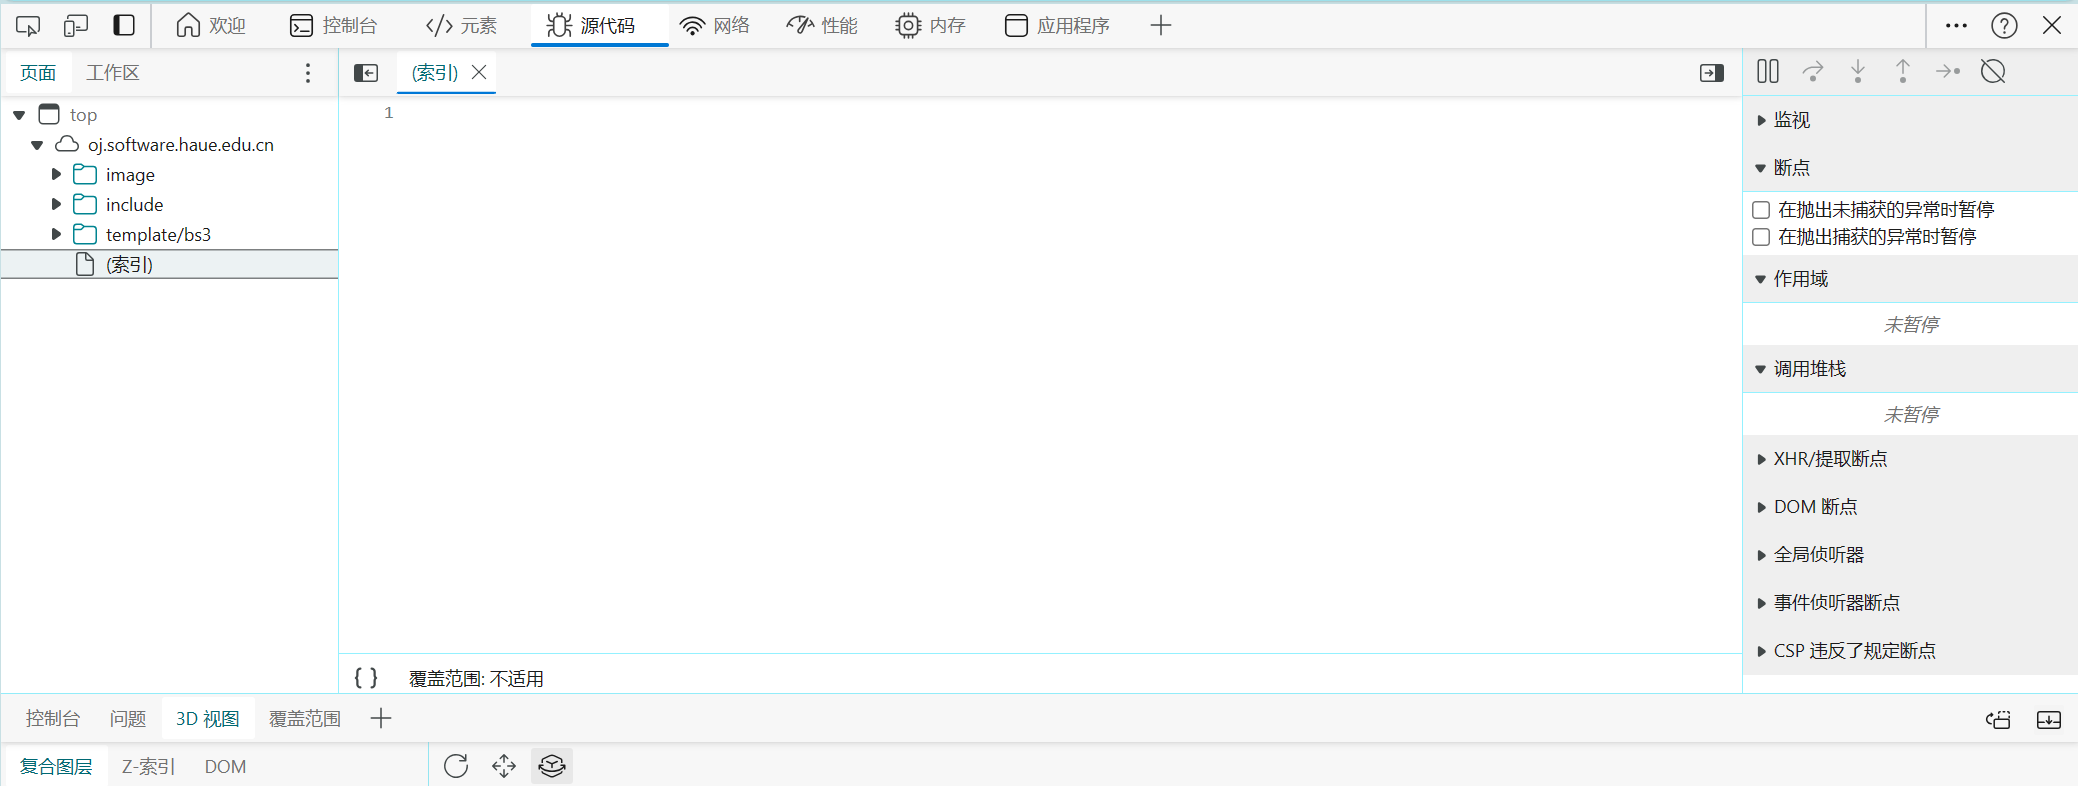 欢迎 控制台 </> 元素 源代码 网络 性能 内存 应用程序
页面 工作区 (索引)
1
top
oj.software.haue.edu.cn
image
include
template/bs3
(索引)
监视
断点
在抛出未捕获的异常时暂停
在抛出捕获的异常时暂停
作用域
未暂停
调用堆栈
未暂停
XHR/提取断点
DOM 断点
全局侦听器
事件侦听器断点
CSP 违反了规定断点
{ } 覆盖范围: 不适用
控制台 问题 3D 视图 覆盖范围
复合图层 Z-索引 DOM